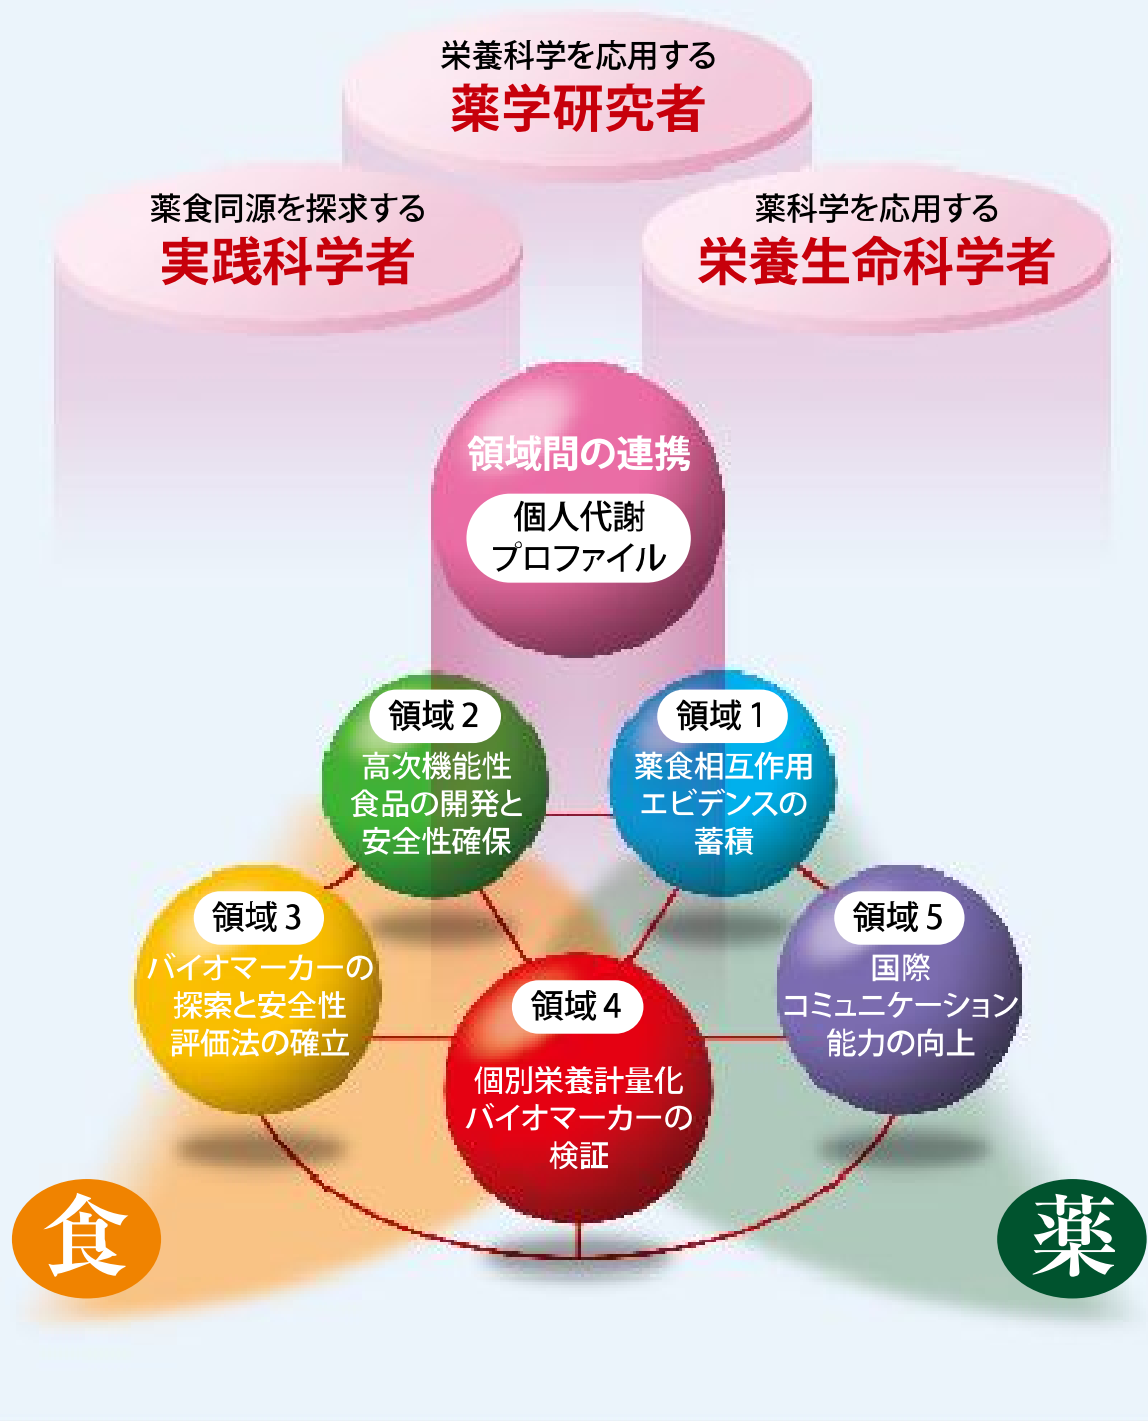 栄養科学を応用する
薬学研究者
薬食同源を探求する
実践科学者
薬科学を応用する
栄養生命科学者
領域間の連携
個人代謝
プロファイル
領域 2
高次機能性
食品の開発と
安全性確保
領域 1
薬食相互作用
エビデンスの
蓄積
領域 3
バイオマーカーの
探索と安全性
評価法の確立
領域 4
個別栄養計量化
バイオマーカーの
検証
領域 5
国際
コミュニケーション
能力の向上
食
薬